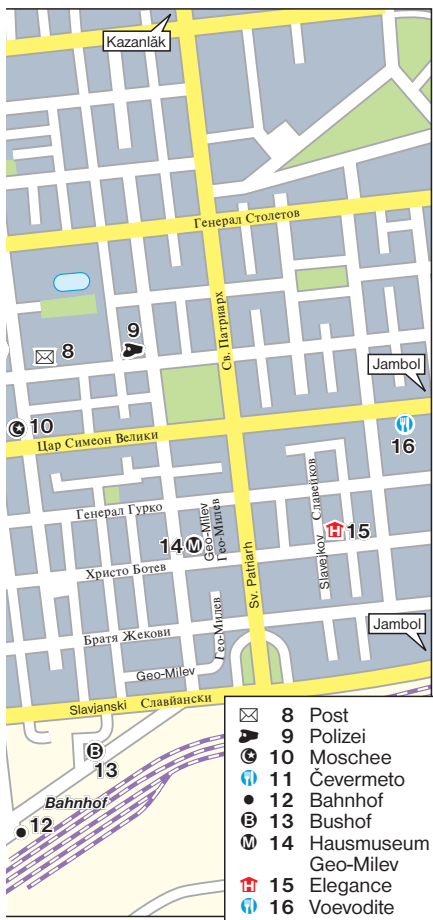 Kazanlăk
Генерал Столетов
Св. Патриарх
9
8
Jambol
10
Цар Симеон Велики
16
Славейков
Генерал Гурко
Geo-Milev
Гео-Милев
14 M
H 15
Христо Ботев
Slavejkov
Sv. Patriarh
Братя Жекови
Гео-Милев
Jambol
Geo-Milev
Slavjanski Славйански
B
13
Bahnhof
12
8 Post
9 Polizei
10 Moschee
11 Čevermeto
12 Bahnhof
B 13 Bushof
M 14 Hausmuseum
Geo-Milev
H 15 Elegance
16 Voevodite